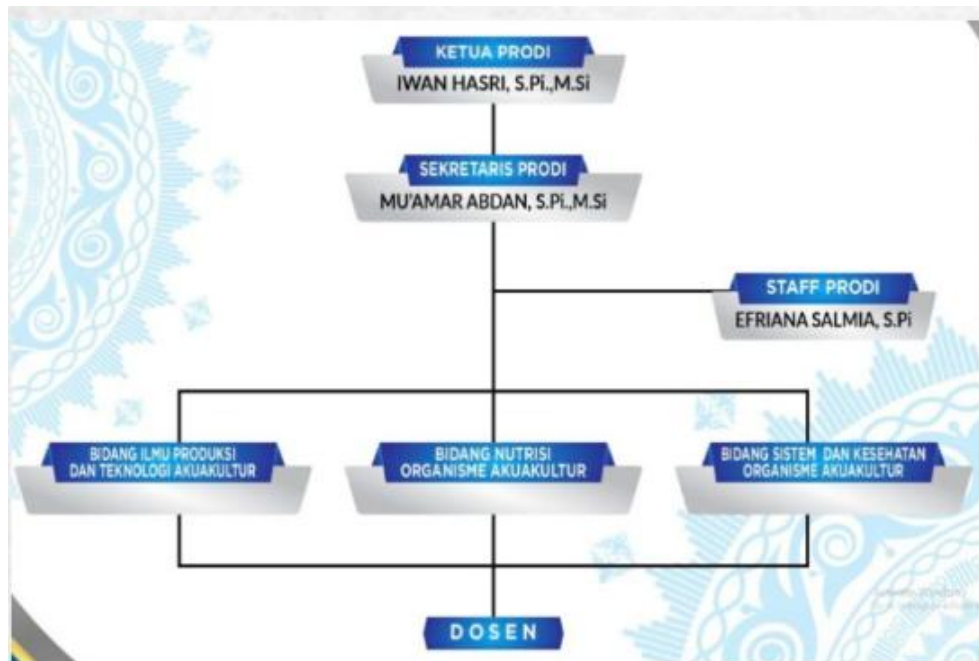 KETUA PRODI
IWAN HASRI, S.Pi.,M.Si
SEKRETARIS PRODI
MU'AMAR ABDAN, S.Pi.,M.Si
STAFF PRODI
EFRIANA SALMIA, S.Pi
BIDANG ILMU PRODUKSI
DAN TEKNOLOGI AKUAKULTUR
BIDANG NUTRISI
ORGANISME AKUAKULTUR
BIDANG SISTEM DAN KESEHATAN
ORGANISME AKUAKULTUR
DOSEN